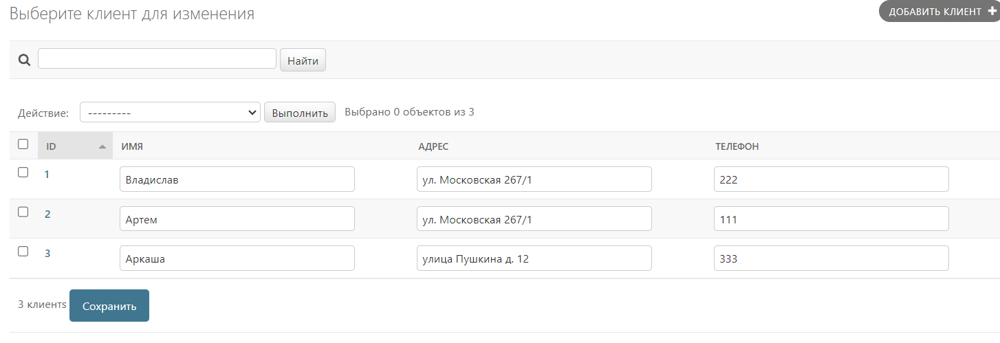 Выберите клиент для изменения
ДОБАВИТЬ КЛИЕНТ +
Найти
Действие: --------- Выполнить Выбрано 0 объектов из 3
ID ИМЯ АДРЕС ТЕЛЕФОН
1 Владислав ул. Московская 267/1 222
2 Артем ул. Московская 267/1 111
3 Аркаша улица Пушкина д. 12 333
3 клиентs Сохранить